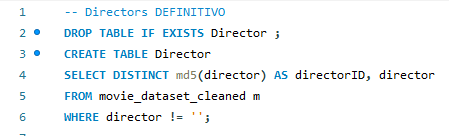 1 -- Directors DEFINITIVO
2 DROP TABLE IF EXISTS Director ;
3 CREATE TABLE Director
4 SELECT DISTINCT md5(director) AS directorID, director
5 FROM movie_dataset_cleaned m
6 WHERE director != '';